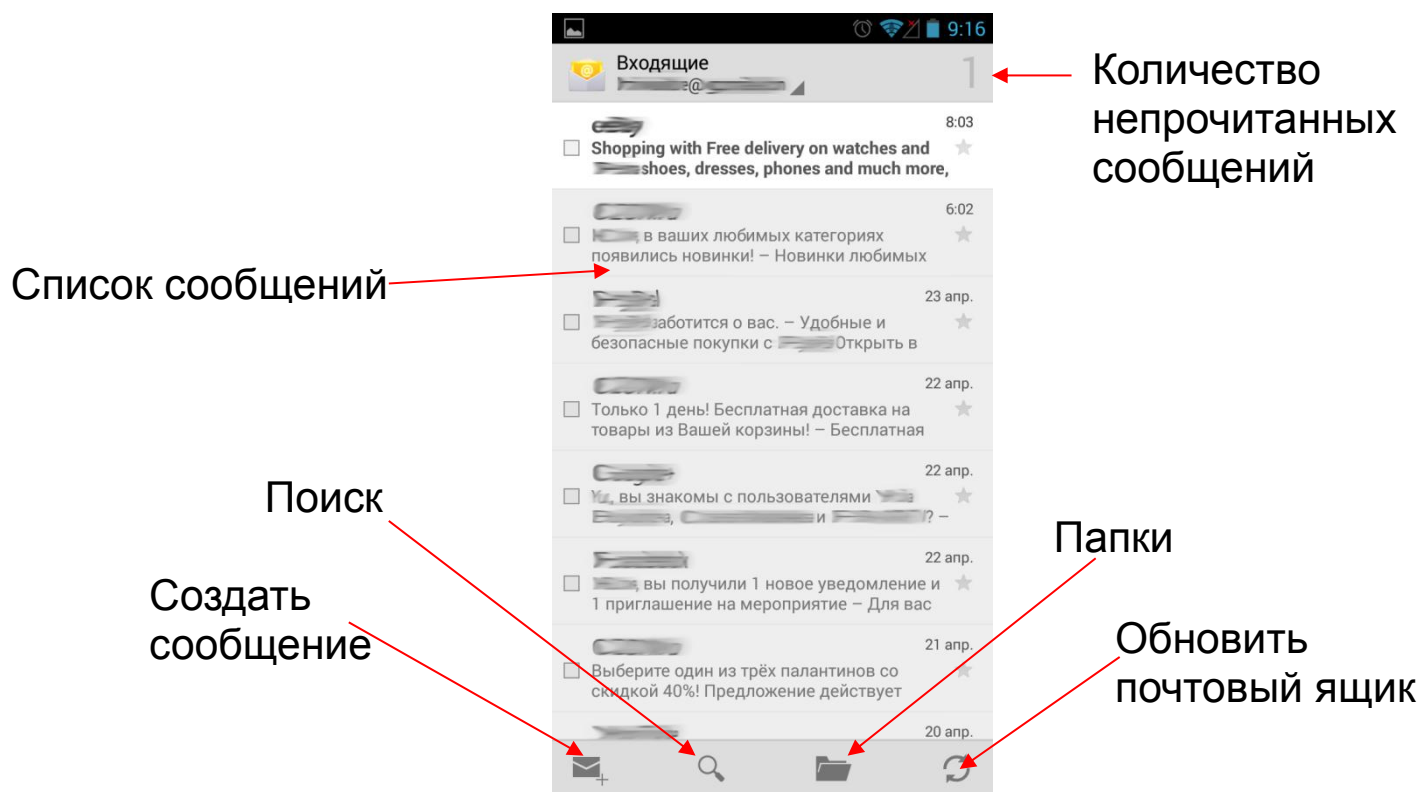 9:16
Входящие
1
@
8:03
Shopping with Free delivery on watches and
shoes, dresses, phones and much more,
6:02
в ваших любимых категориях
появились новинки! – Новинки любимых
23 апр.
заботится о вас. – Удобные и
безопасные покупки с Открыть в
22 апр.
Только 1 день! Бесплатная доставка на
товары из Вашей корзины! – Бесплатная
22 апр.
вы знакомы с пользователями
и ? –
22 апр.
, вы получили 1 новое уведомление и
1 приглашение на мероприятие – Для вас
21 апр.
Выберите один из трёх палантинов со
скидкой 40%! Предложение действует
20 апр.
Количество
непрочитанных
сообщений
Список сообщений
Поиск
Создать
сообщение
Папки
Обновить
почтовый ящик